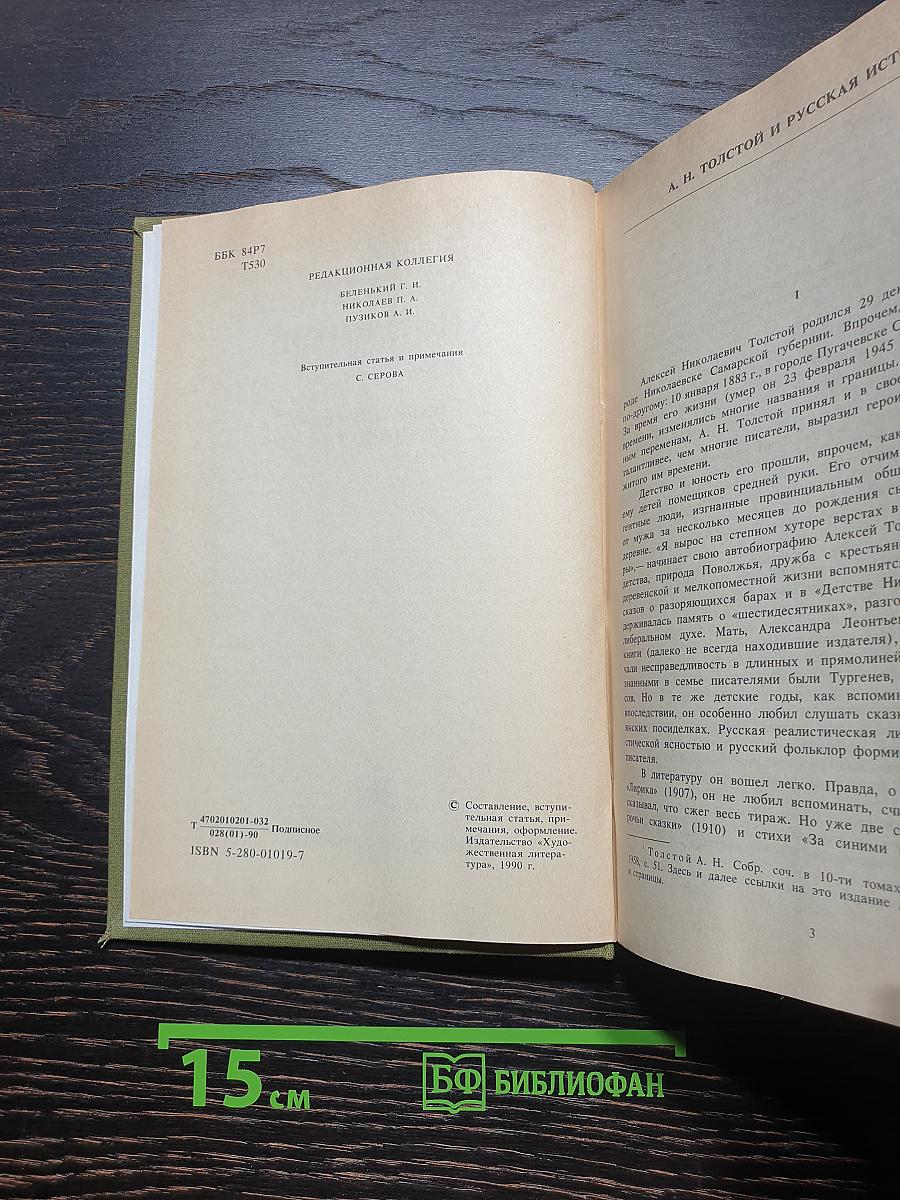 ББК 84Р7
Т530
РЕДАКЦИОННАЯ КОЛЛЕГИЯ
БЕЛЕНЬКИЙ Г. И.
НИКОЛАЕВ П. А.
ПУЗИКОВ А. И.
Вступительная статья и примечания
С. СЕРОВА
Т 4702010201-032
028(01)-90 Подписное
ISBN 5-280-01019-7
© Составление, вступи-
тельная статья, при-
мечания, оформление.
Издательство «Худо-
жественная литера-
тура», 1990 г.
А. Н. ТОЛСТОЙ И РУССКАЯ ИСТ
I
Алексей Николаевич Толстой родился 29 де
роде Николаевске Самарской губернии. Впрочем,
по-другому: 10 января 1883 г., в городе Пугачевске С
За время его жизни (умер он 23 февраля 1945
времени, изменялись многие названия и границы.
ным переменам, А. Н. Толстой принял и в свое
талантливее, чем многие писатели, выразил герои
житого им времени.
Детство и юность его прошли, впрочем, как
ему детей помещиков средней руки. Его отчим
гентные люди, изгнанные провинциальным общ
от мужа за несколько месяцев до рождения сы
деревне. «Я вырос на степном хуторе верстах в
ры»,— начинает свою автобиографию Алексей То
детства, природа Поволжья, дружба с крестьян
деревенской и мелкопоместной жизни вспомнятс
сказов о разоряющихся барах и в «Детстве Ни
держивалась память о «шестидесятниках», разго
либеральном духе. Мать, Александра Леонтье
книги (далеко не всегда находившие издателя),
чали несправедливость в длинных и прямолиней
знанными в семье писателями были Тургенев,
сов. Но в те же детские годы, как вспомин
впоследствии, он особенно любил слушать сказк
янских посиделках. Русская реалистическая ли
стической ясностью и русский фольклор форми
писателя.
В литературу он вошел легко. Правда, о
«Лирика» (1907), он не любил вспоминать, счи
сказывал, что сжег весь тираж. Но уже две с
рочьи сказки» (1910) и стихи «За синими
1 Толстой А. Н. Собр. соч. в 10-ти томах
1958, с. 51. Здесь и далее ссылки на это издание
и страницы.
3
15 см
БФ БИБЛИОФАН